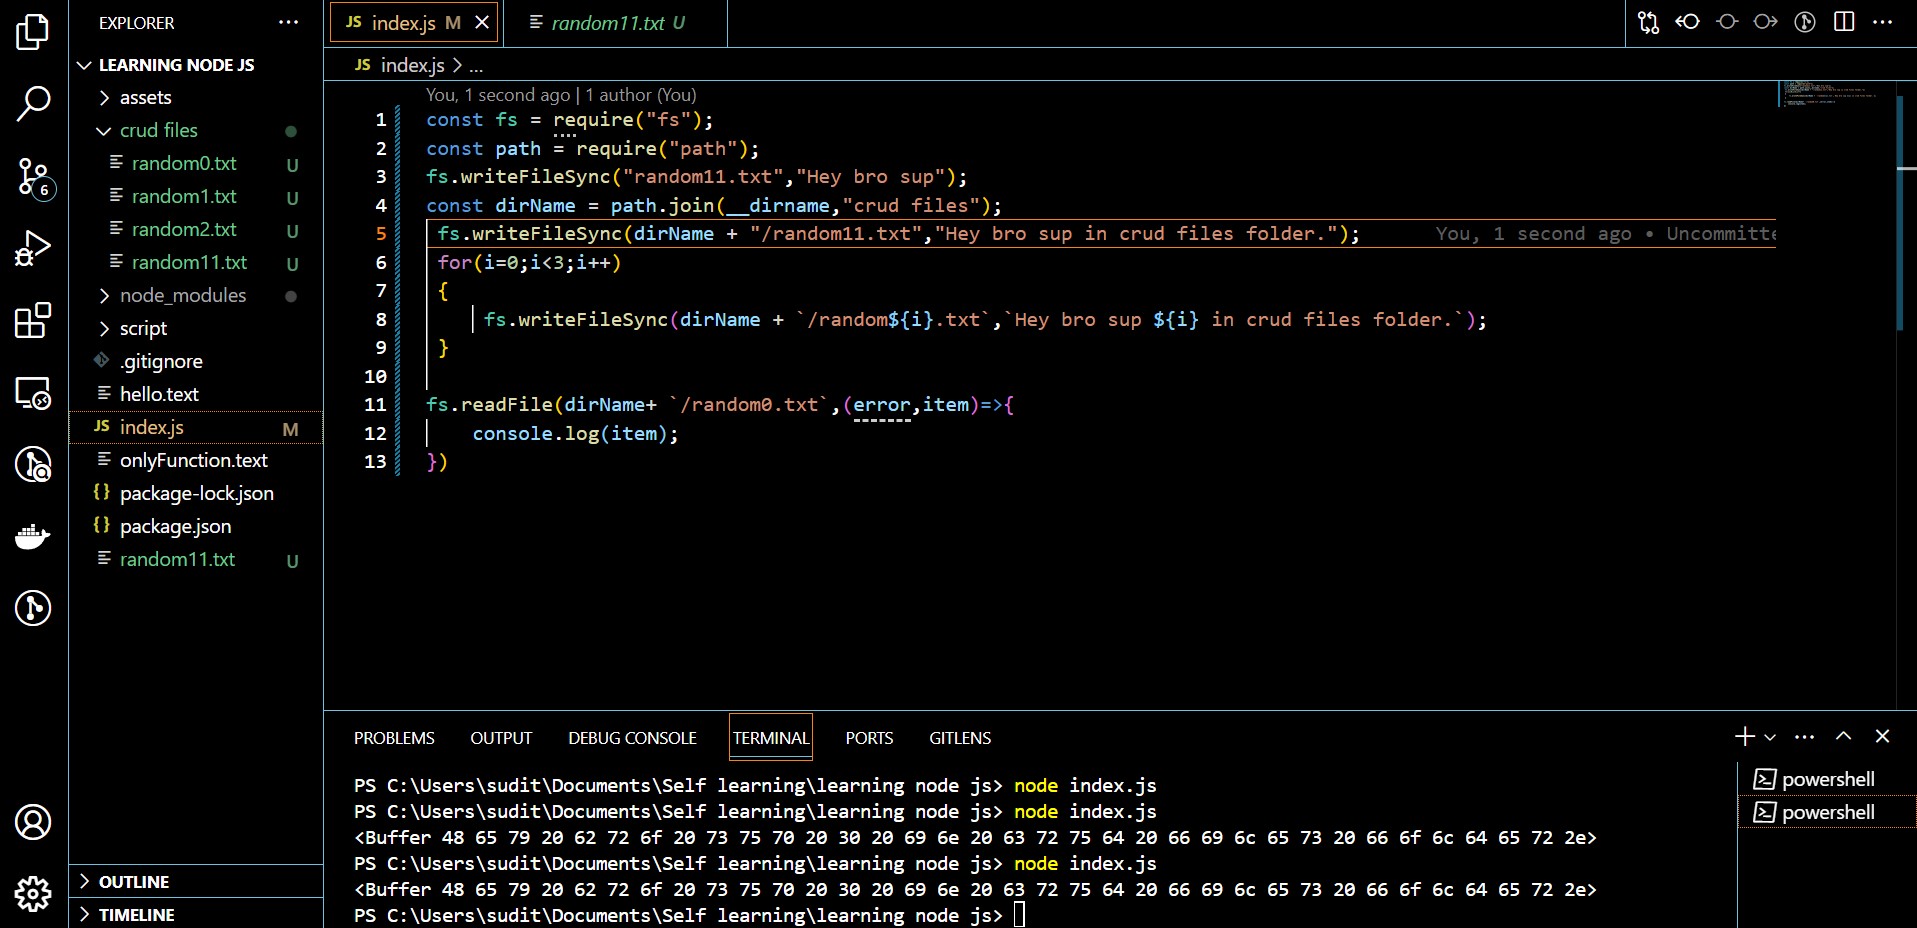 EXPLORER
LEARNING NODE JS
assets
crud files
random0.txt U
random1.txt U
random2.txt U
random11.txt U
node_modules
script
.gitignore
hello.text
JS index.js M
onlyFunction.text
{} package-lock.json
{} package.json
random11.txt U
OUTLINE
TIMELINE
6
JS index.js M
random11.txt U
JS index.js > ...
You, 1 second ago | 1 author (You)
1 const fs = require("fs");
2 const path = require("path");
3 fs.writeFileSync("random11.txt","Hey bro sup");
4 const dirName = path.join(__dirname,"crud files");
5 fs.writeFileSync(dirName + "/random11.txt","Hey bro sup in crud files folder."); You, 1 second ago • Uncommitte
6 for(i=0;i<3;i++)
7 {
8 fs.writeFileSync(dirName + `/random${i}.txt`,`Hey bro sup ${i} in crud files folder.`);
9 }
10
11 fs.readFile(dirName+ `/random0.txt`,(error,item)=>{
12 console.log(item);
13 })
PROBLEMS OUTPUT DEBUG CONSOLE TERMINAL PORTS GITLENS
PS C:\Users\sudit\Documents\Self learning\learning node js> node index.js
PS C:\Users\sudit\Documents\Self learning\learning node js> node index.js
<Buffer 48 65 79 20 62 72 6f 20 73 75 70 20 30 20 69 6e 20 63 72 75 64 20 66 69 6c 65 73 20 66 6f 6c 64 65 72 2e>
PS C:\Users\sudit\Documents\Self learning\learning node js> node index.js
<Buffer 48 65 79 20 62 72 6f 20 73 75 70 20 30 20 69 6e 20 63 72 75 64 20 66 69 6c 65 73 20 66 6f 6c 64 65 72 2e>
PS C:\Users\sudit\Documents\Self learning\learning node js>
powershell
powershell